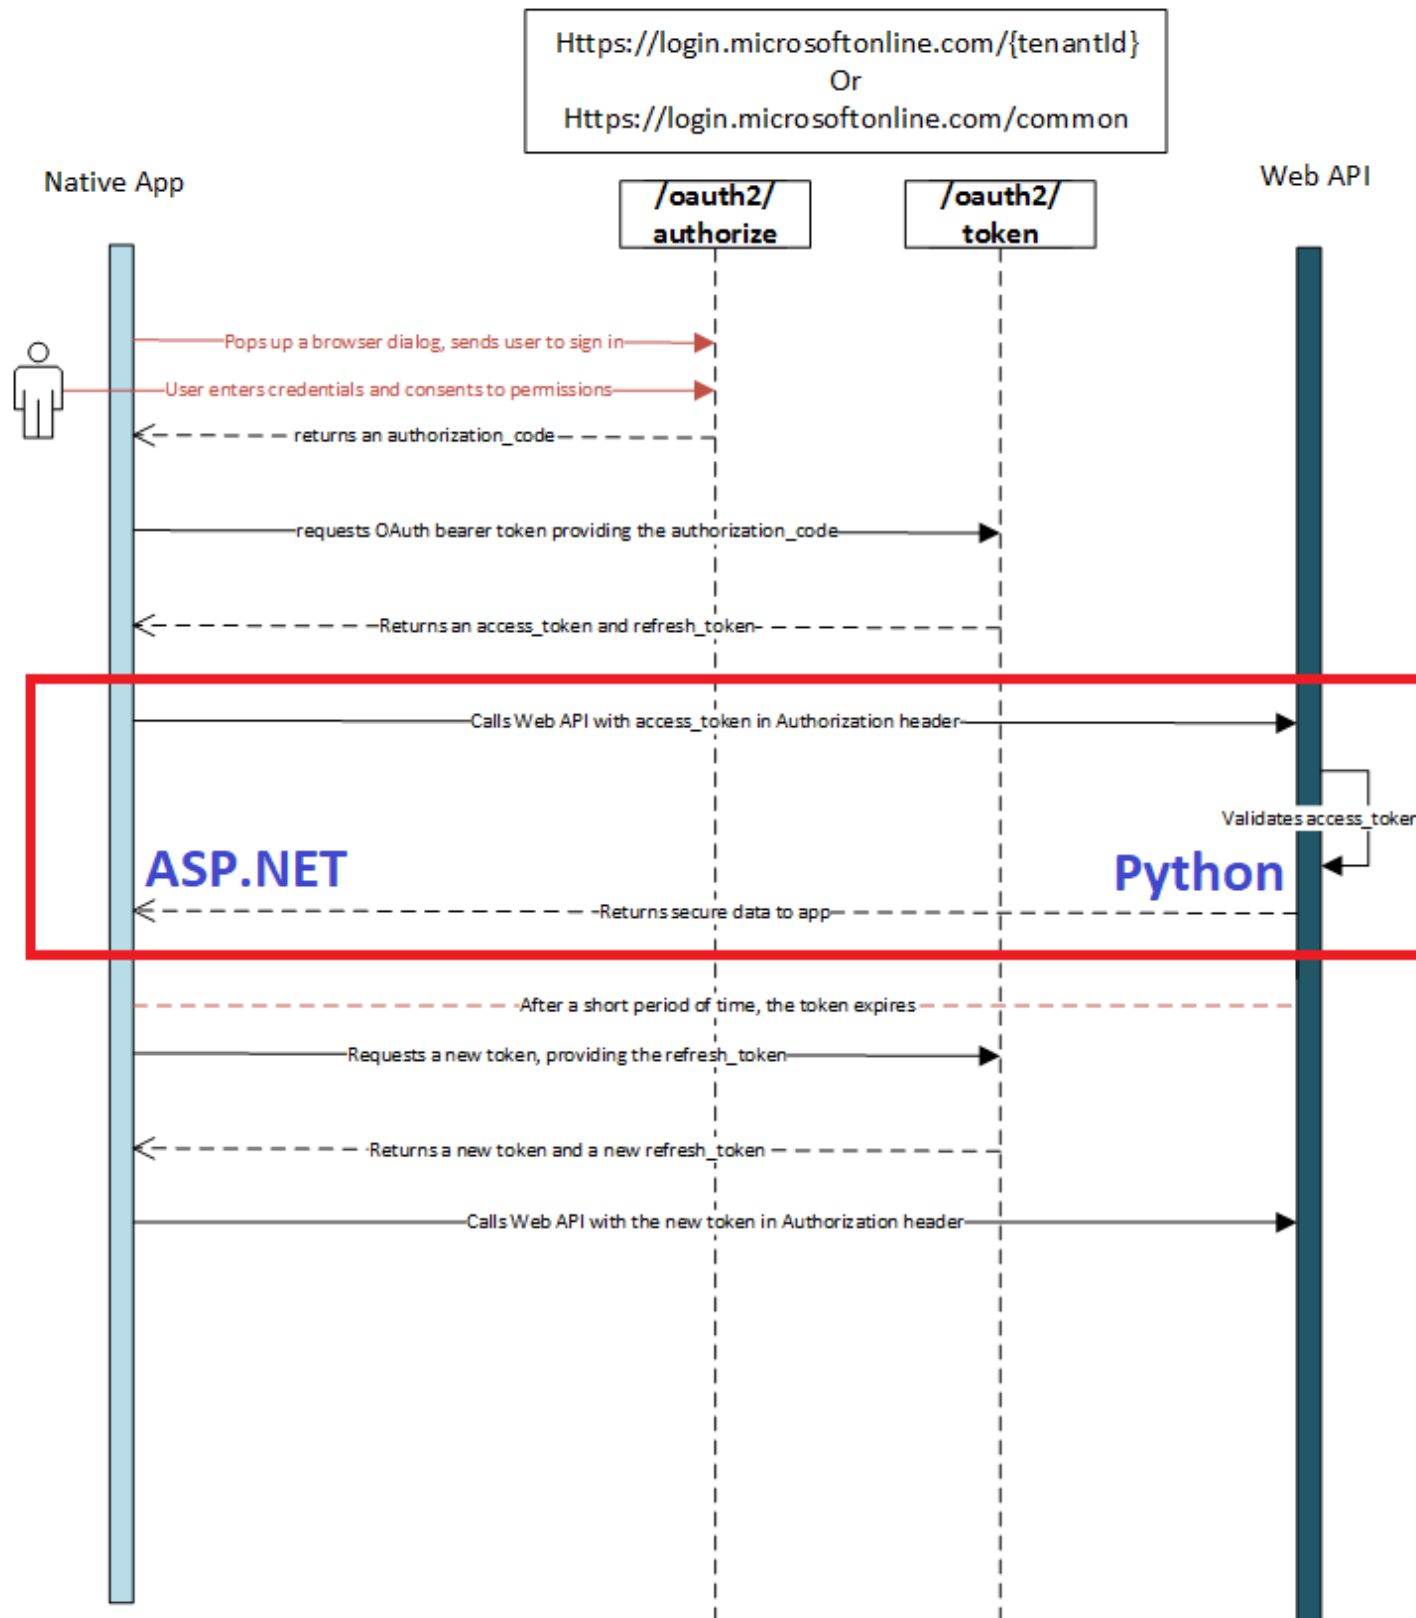 Https://login.microsoftonline.com/{tenantId}
Or
Https://login.microsoftonline.com/common
Native App
/oauth2/
authorize
/oauth2/
token
Web API
Pops up a browser dialog, sends user to sign in
User enters credentials and consents to permissions
returns an authorization_code
requests OAuth bearer token providing the authorization_code
Returns an access_token and refresh_token
Calls Web API with access_token in Authorization header
Validates access_token
ASP.NET
Python
Returns secure data to app
After a short period of time, the token expires
Requests a new token, providing the refresh_token
Returns a new token and a new refresh_token
Calls Web API with the new token in Authorization header